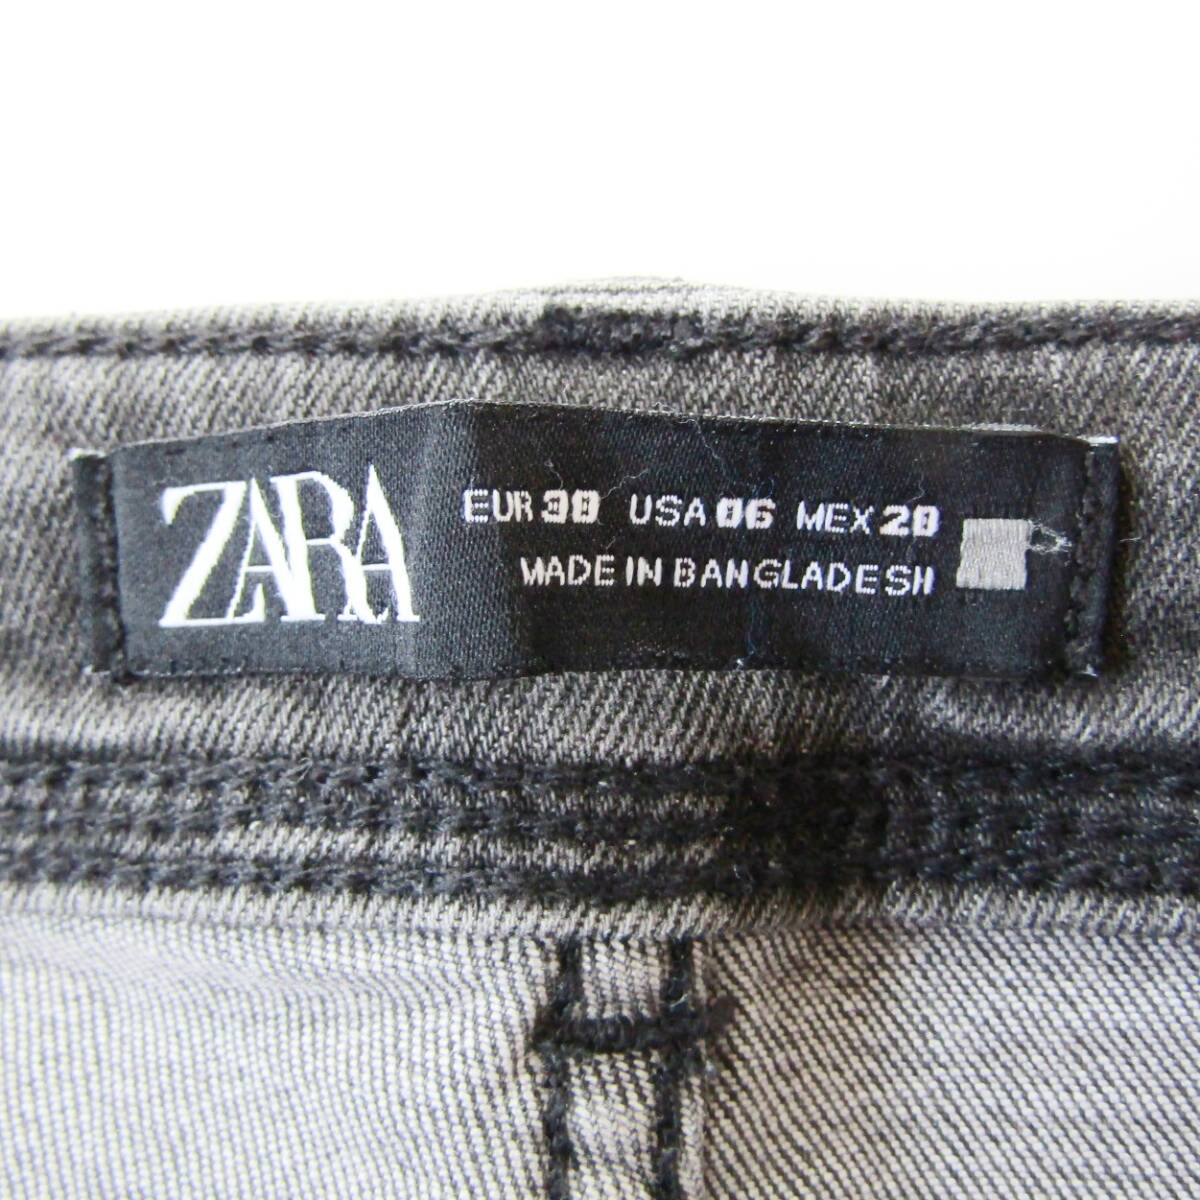 ZARA
EUR 38 USA 06 MEX 28
MADE IN BANGLADESH